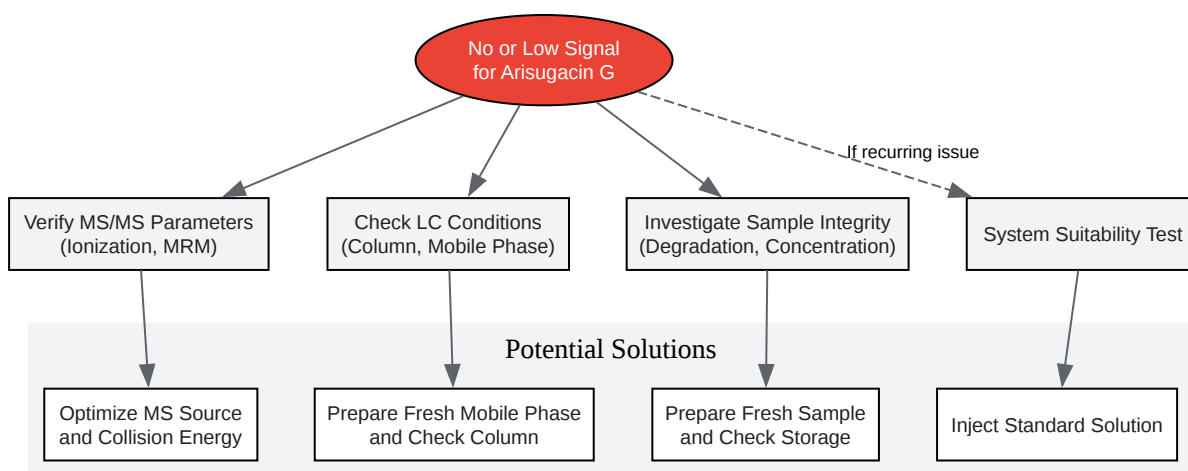 No or Low Signal
for Arisugacin G
If recurring issue
Verify MS/MS Parameters
(Ionization, MRM)
Check LC Conditions
(Column, Mobile Phase)
Investigate Sample Integrity
(Degradation, Concentration)
System Suitability Test
Potential Solutions
Optimize MS Source
and Collision Energy
Prepare Fresh Mobile Phase
and Check Column
Prepare Fresh Sample
and Check Storage
Inject Standard Solution